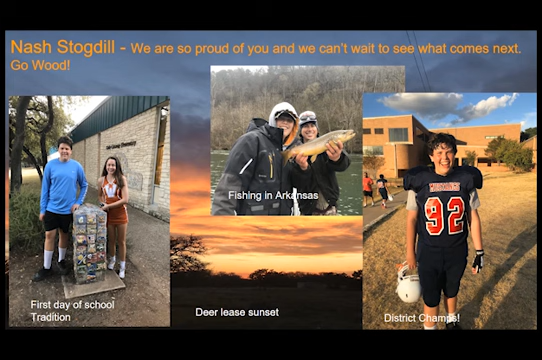 Nash Stogdill - We are so proud of you and we can't wait to see what comes next.
Go Wood!
Fishing in Arkansas
92
First day of school
Tradition
Deer lease sunset
District Champs!